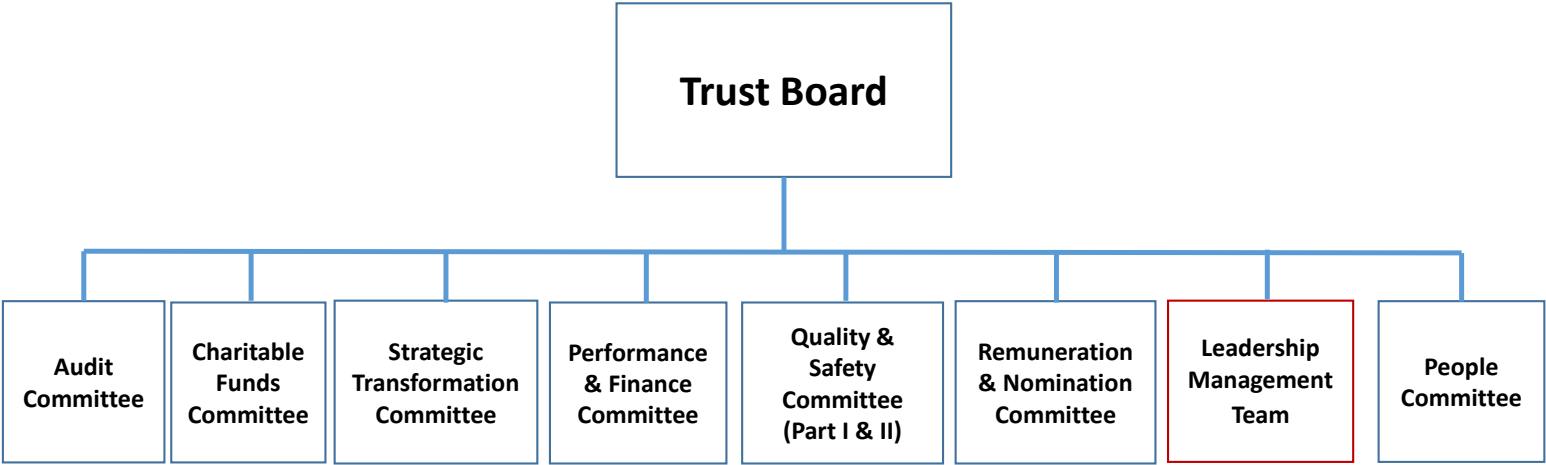 Trust Board
Audit
Committee
Charitable
Funds
Committee
Strategic
Transformation
Committee
Performance
& Finance
Committee
Quality &
Safety
Committee
(Part I & II)
Remuneration
& Nomination
Committee
Leadership
Management
Team
People
Committee